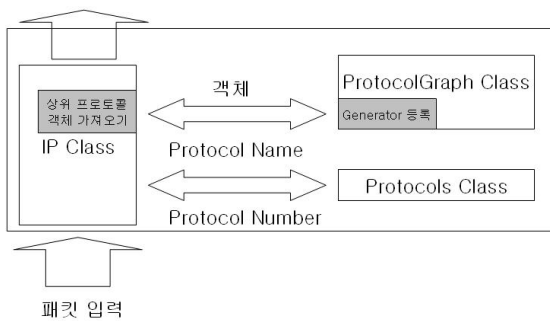 상위 프로토콜
객체 가져오기
IP Class
객체
Protocol Name
Protocol Number
ProtocolGraph Class
Generator 등록
Protocols Class
패킷 입력